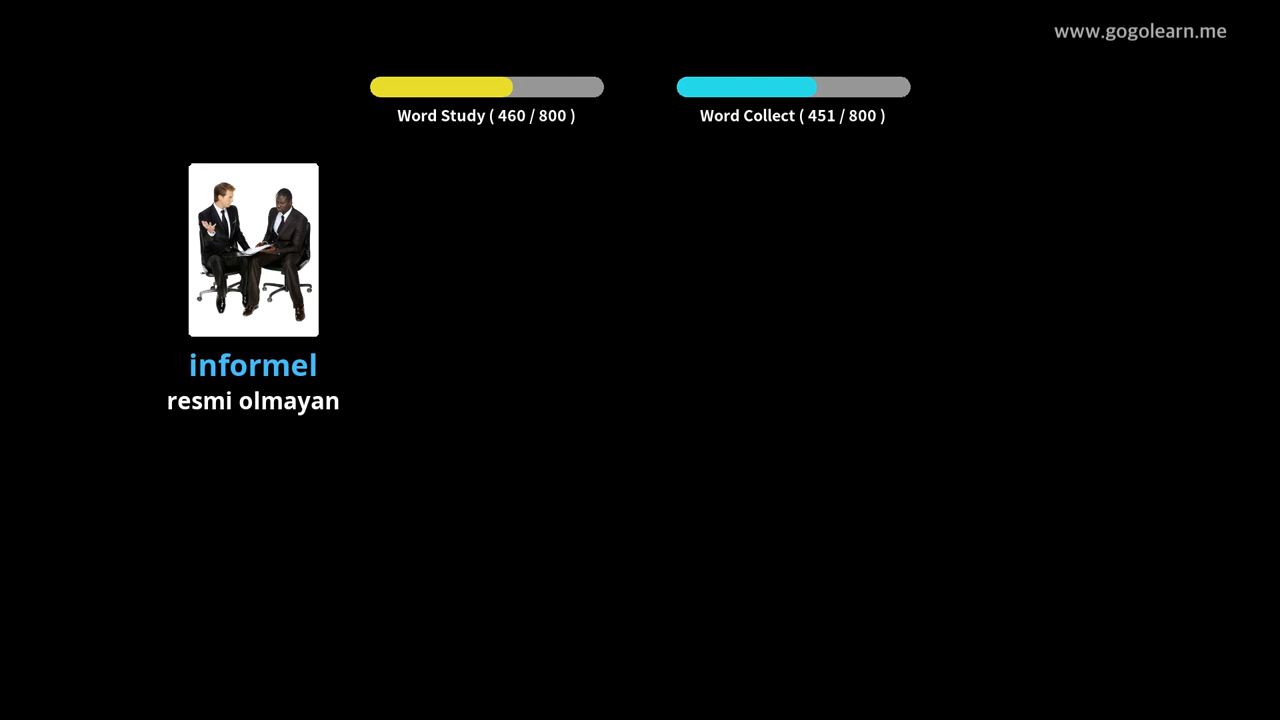 www.gogolearn.me
Word Study ( 460 / 800 )
Word Collect ( 451 / 800 )
informel
resmi olmayan